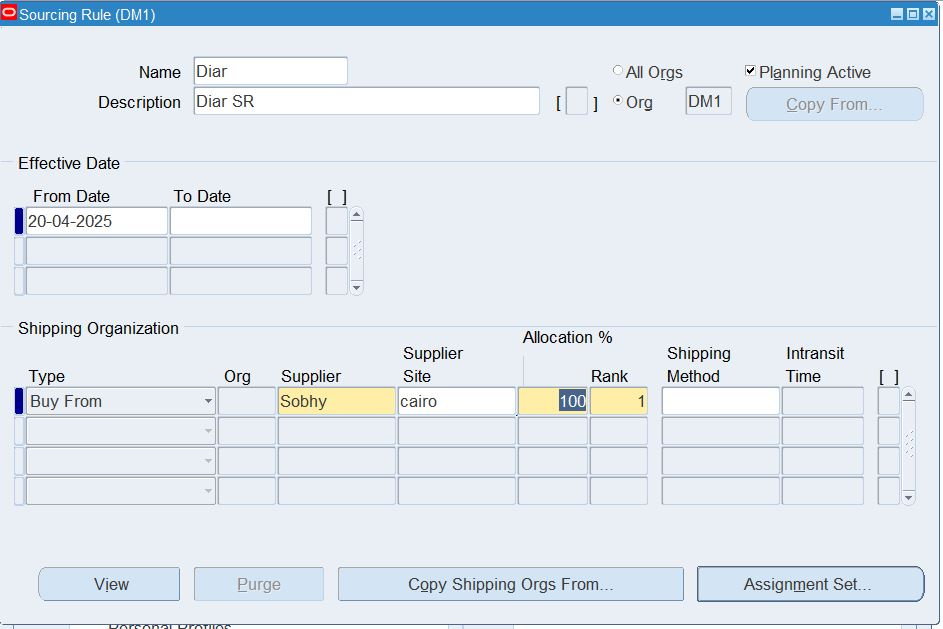 Sourcing Rule (DM1)
Name Diar All Orgs Planning Active
Description Diar SR [ ] Org DM1 Copy From...
Effective Date
From Date To Date [ ]
20-04-2025
Shipping Organization
Allocation %
Supplier Shipping Intransit
Type Org Supplier Site Rank Method Time [ ]
Buy From Sobhy cairo 100 1
View Purge Copy Shipping Orgs From... Assignment Set...
Personal Profiles